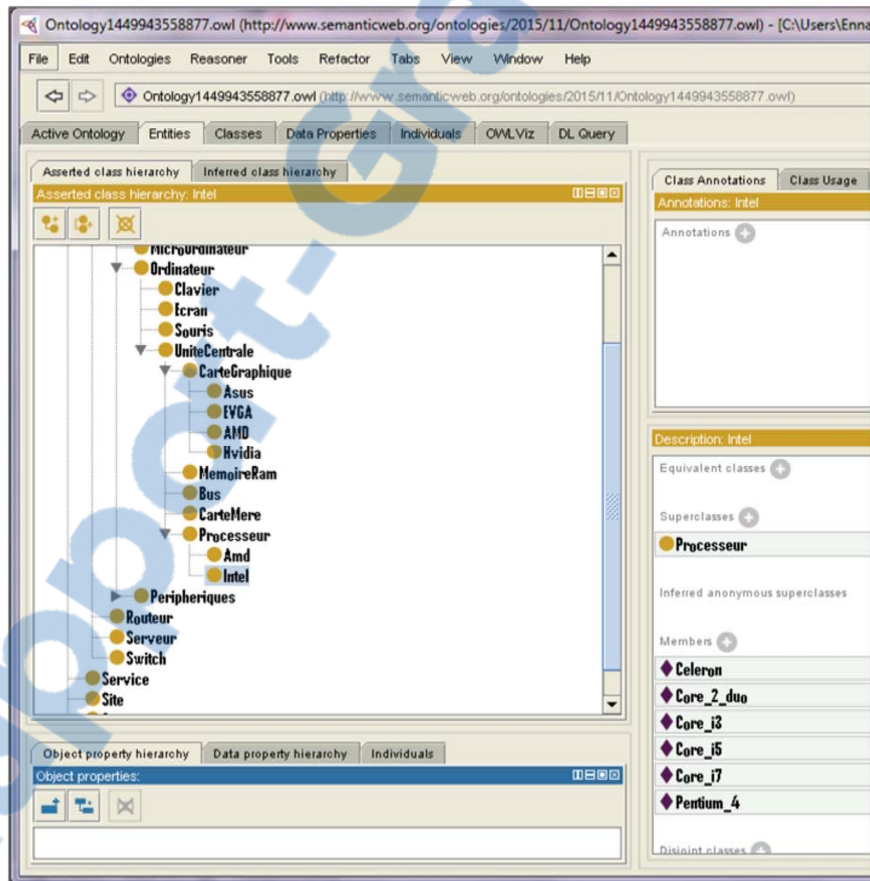 Ontology1449943558877.owl (http://www.semanticweb.org/ontologies/2015/11/Ontology1449943558877.owl) - [C:\Users\Enna
File Edit Ontologies Reasoner Tools Refactor Tabs View Window Help
Ontology1449943558877.owl (http://www.semanticweb.org/ontologies/2015/11/Ontology1449943558877.owl)
Active Ontology Entities Classes Data Properties Individuals OWLViz DL Query
Asserted class hierarchy Inferred class hierarchy
Asserted class hierarchy: Intel
MicroOrdinateur
Ordinateur
Clavier
Ecran
Souris
UniteCentrale
CarteGraphique
Asus
EVGA
AMD
Nvidia
MemoireRam
Bus
CarteMere
Processeur
Amd
Intel
Peripheriques
Routeur
Serveur
Switch
Service
Site
Object property hierarchy Data property hierarchy Individuals
Object properties:
Class Annotations Class Usage
Annotations: Intel
Annotations
Description: Intel
Equivalent classes
Superclasses
Processeur
Inferred anonymous superclasses
Members
Celeron
Core_2_duo
Core_i3
Core_i5
Core_i7
Pentium_4
Disjoint classes